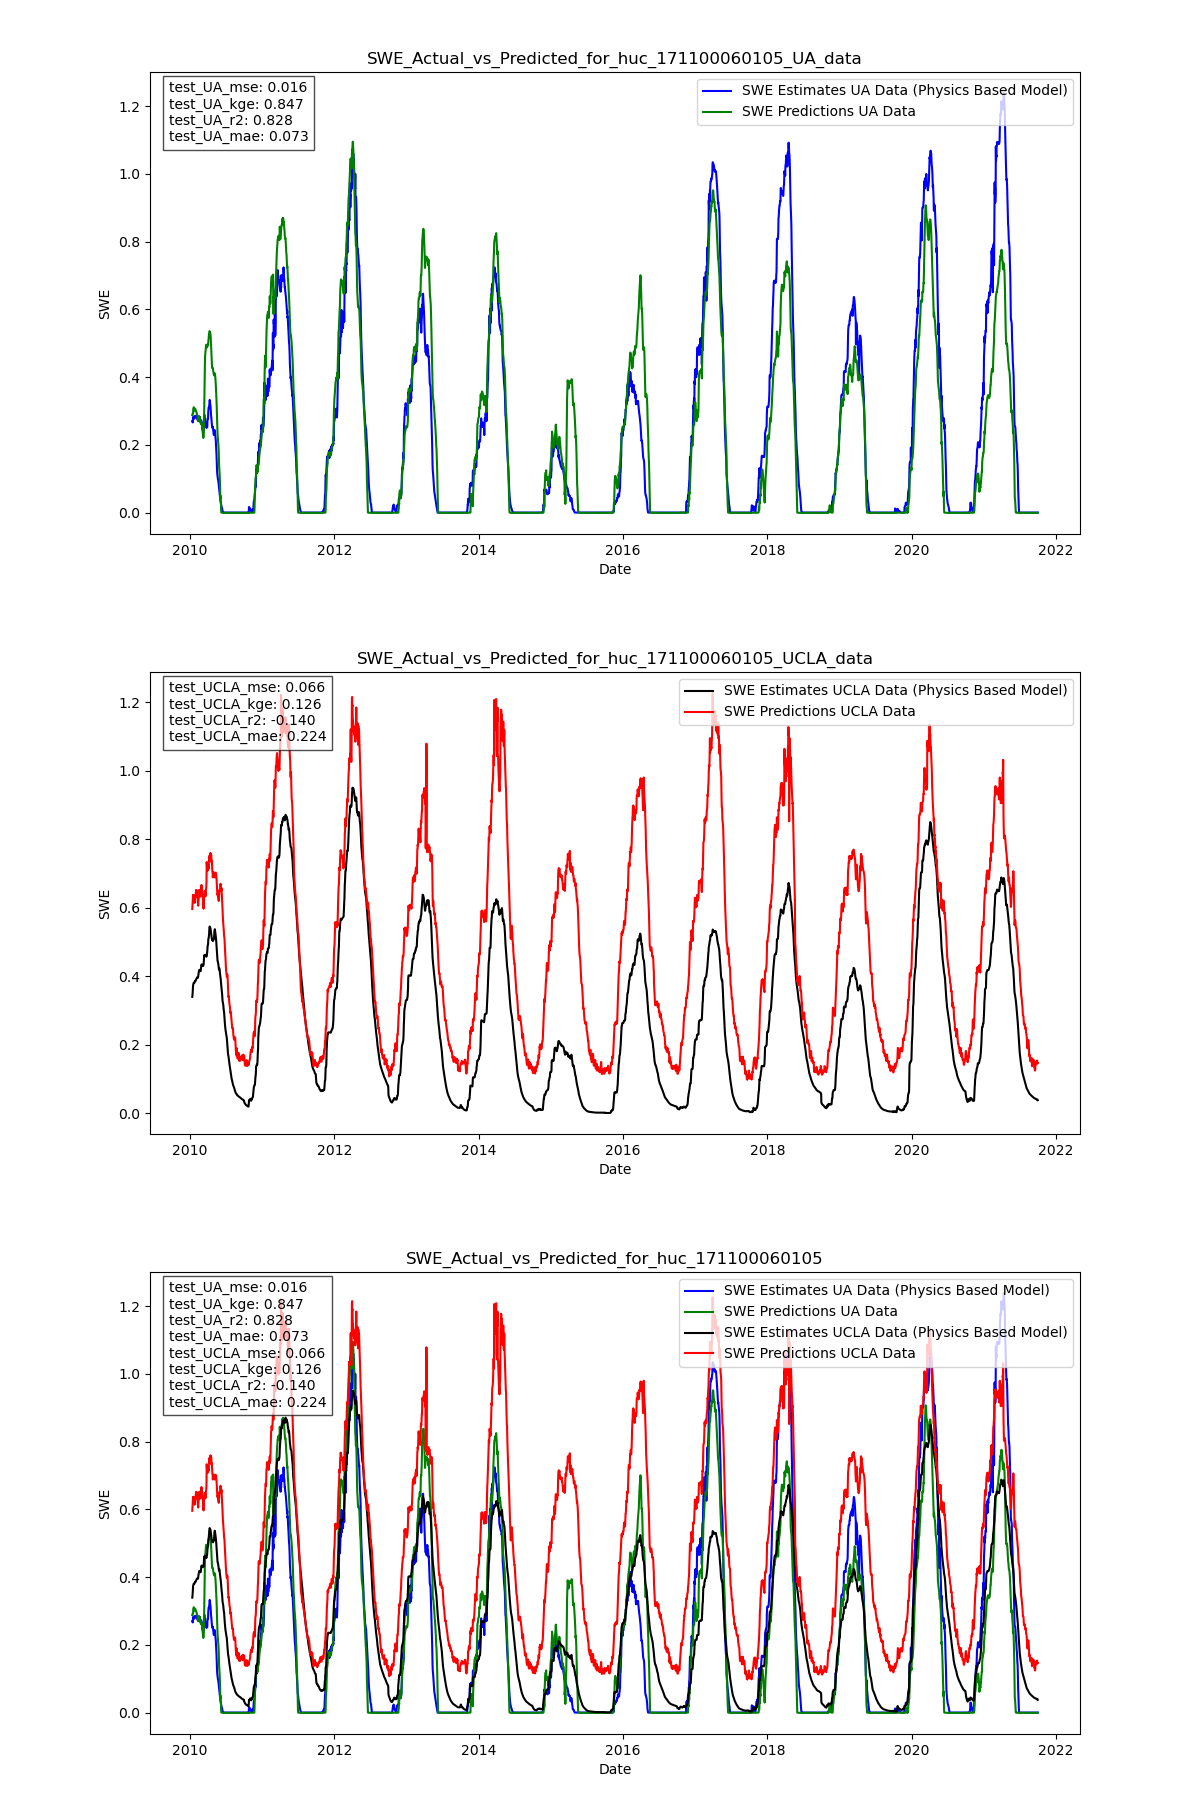 SWE_Actual_vs_Predicted_for_huc_171100060105_UA_data
test_UA_mse: 0.016
test_UA_kge: 0.847
test_UA_r2: 0.828
test_UA_mae: 0.073
SWE Estimates UA Data (Physics Based Model)
SWE Predictions UA Data
1.2
1.0
0.8
0.6
0.4
0.2
0.0
SWE
2010 2012 2014 2016 2018 2020 2022
Date
SWE_Actual_vs_Predicted_for_huc_171100060105_UCLA_data
test_UCLA_mse: 0.066
test_UCLA_kge: 0.126
test_UCLA_r2: -0.140
test_UCLA_mae: 0.224
SWE Estimates UCLA Data (Physics Based Model)
SWE Predictions UCLA Data
1.2
1.0
0.8
0.6
0.4
0.2
0.0
SWE
2010 2012 2014 2016 2018 2020 2022
Date
SWE_Actual_vs_Predicted_for_huc_171100060105
test_UA_mse: 0.016
test_UA_kge: 0.847
test_UA_r2: 0.828
test_UA_mae: 0.073
test_UCLA_mse: 0.066
test_UCLA_kge: 0.126
test_UCLA_r2: -0.140
test_UCLA_mae: 0.224
SWE Estimates UA Data (Physics Based Model)
SWE Predictions UA Data
SWE Estimates UCLA Data (Physics Based Model)
SWE Predictions UCLA Data
1.2
1.0
0.8
0.6
0.4
0.2
0.0
SWE
2010 2012 2014 2016 2018 2020 2022
Date